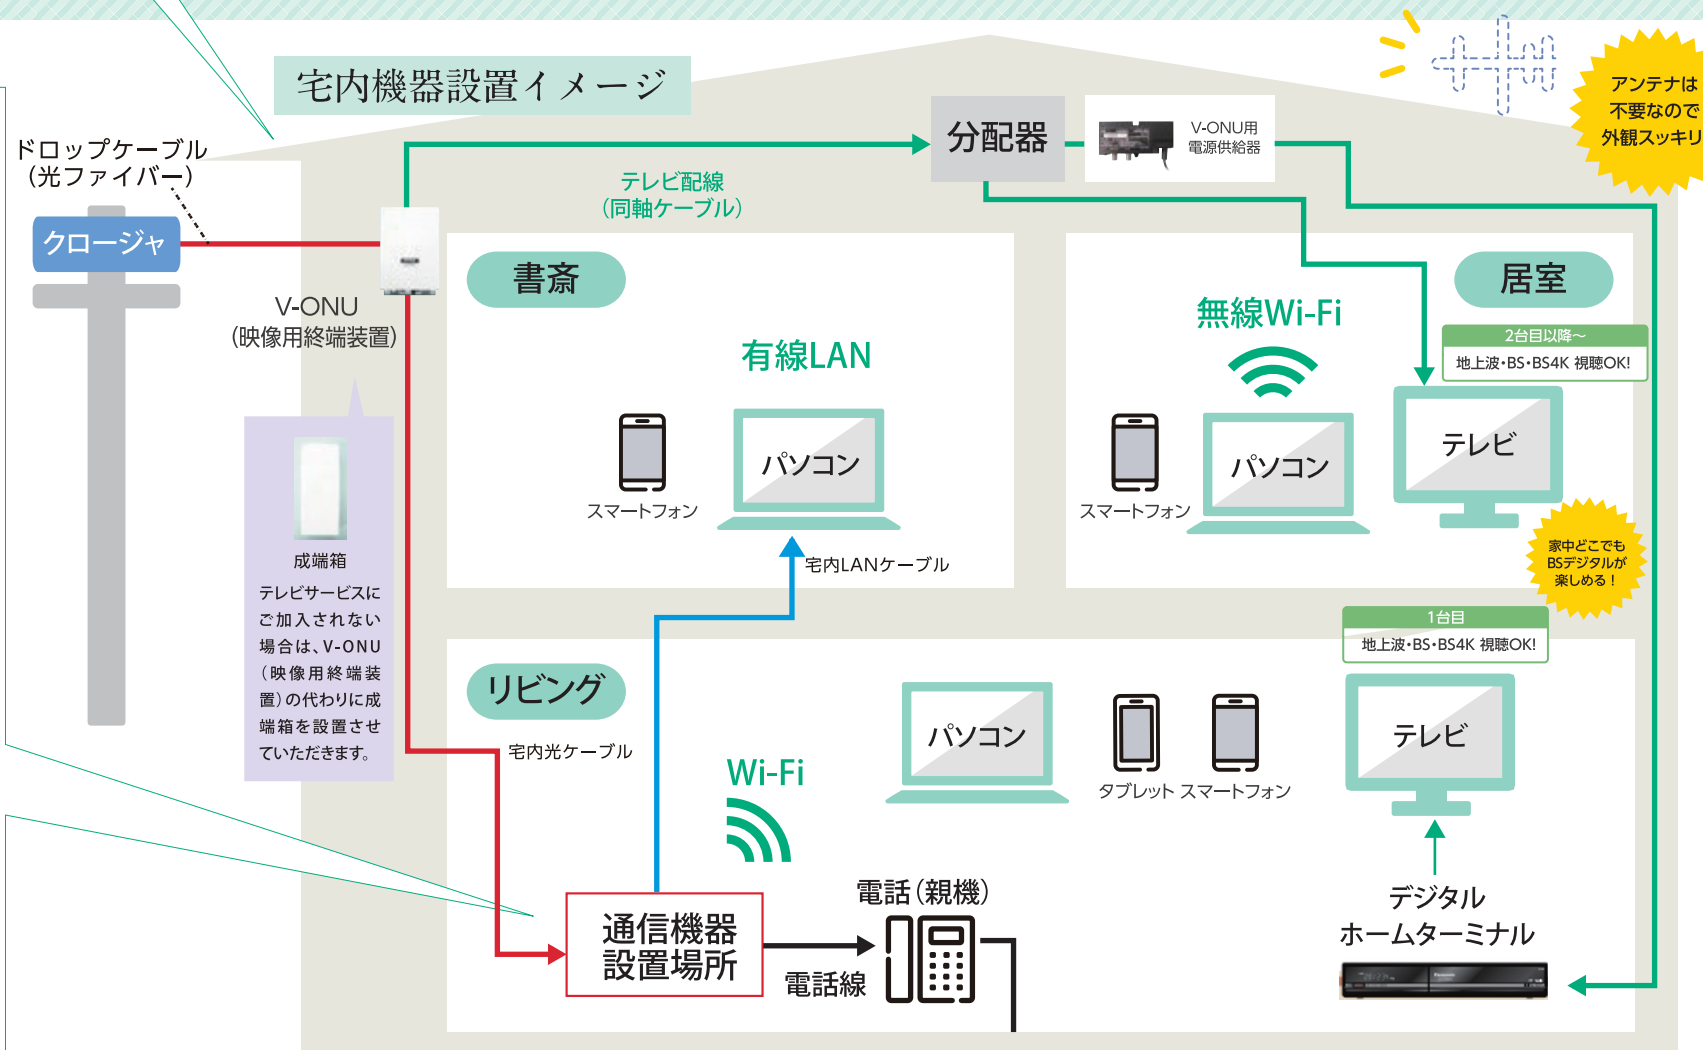 宅内機器設置イメージ
アンテナは
不要なので
外観スッキリ
ドロップケーブル
（光ファイバー）
クロージャ
V-ONU
（映像用終端装置）
テレビ配線
（同軸ケーブル）
分配器
V-ONU用
電源供給器
書斎
有線LAN
スマートフォン
パソコン
宅内LANケーブル
居室
無線Wi-Fi
2台目以降～
地上波・BS・BS4K 視聴OK!
スマートフォン
パソコン
テレビ
家中どこでも
BSデジタルが
楽しめる！
成端箱
テレビサービスに
ご加入されない
場合は、V-ONU
（映像用終端装
置）の代わりに成
端箱を設置させ
ていただきます。
リビング
宅内光ケーブル
Wi-Fi
パソコン
タブレット スマートフォン
1台目
地上波・BS・BS4K 視聴OK!
テレビ
通信機器
設置場所
電話線
電話（親機）
デジタル
ホームターミナル